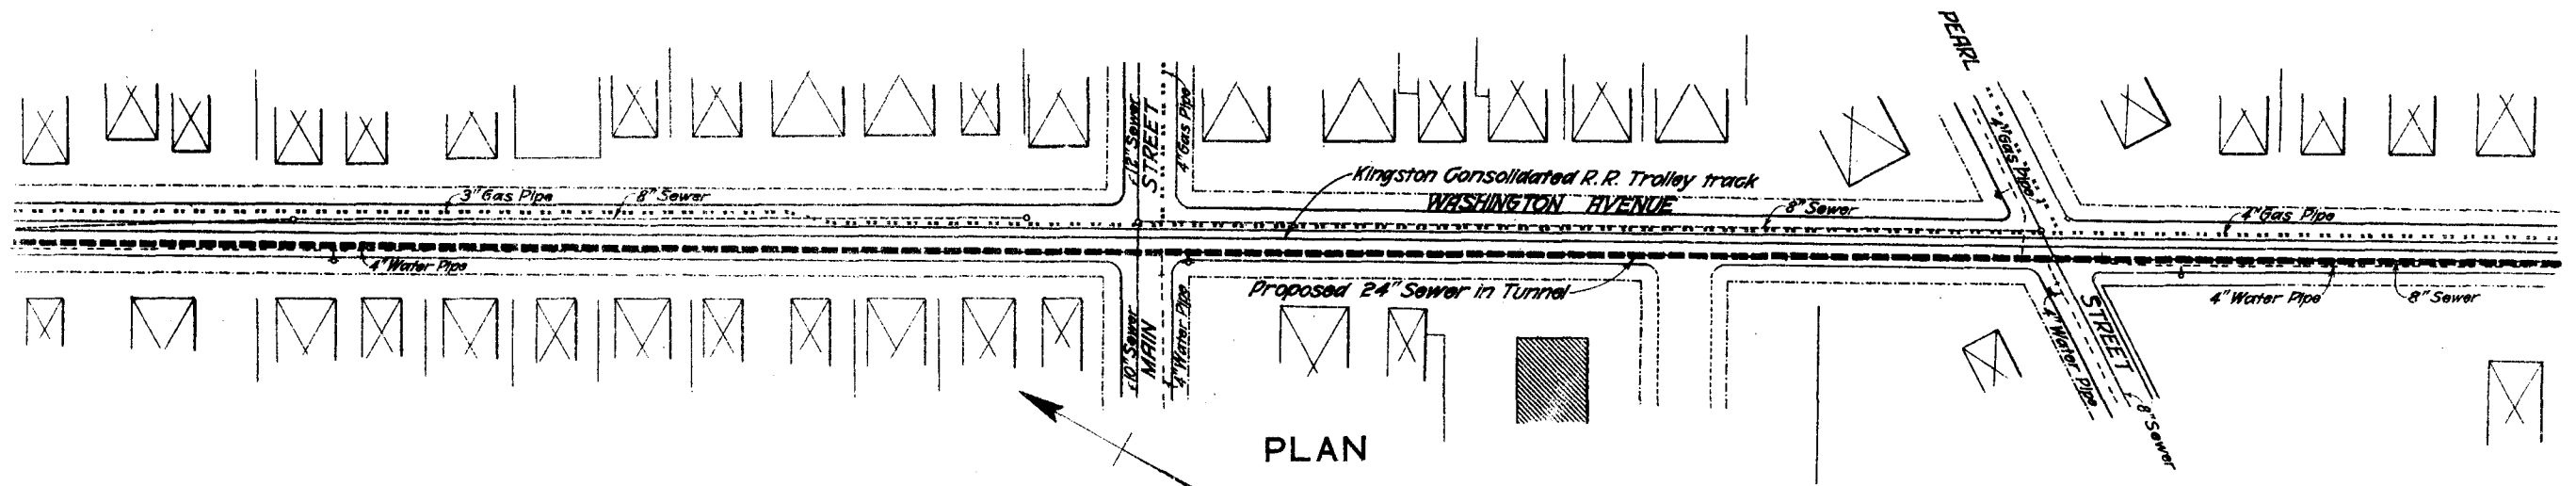 PEARL
12" Sewer
STREET
4" Gas Pipe
4" Gas Pipe
Kingston Consolidated R.R. Trolley track
3" Gas Pipe
8" Sewer
WASHINGTON AVENUE
8" Sewer
4" Gas Pipe
4" Water Pipe
Proposed 24" Sewer in Tunnel
4" Water Pipe
8" Sewer
10" Sewer
MAIN
4" Water Pipe
STREET
4" Water Pipe
8" Sewer
PLAN